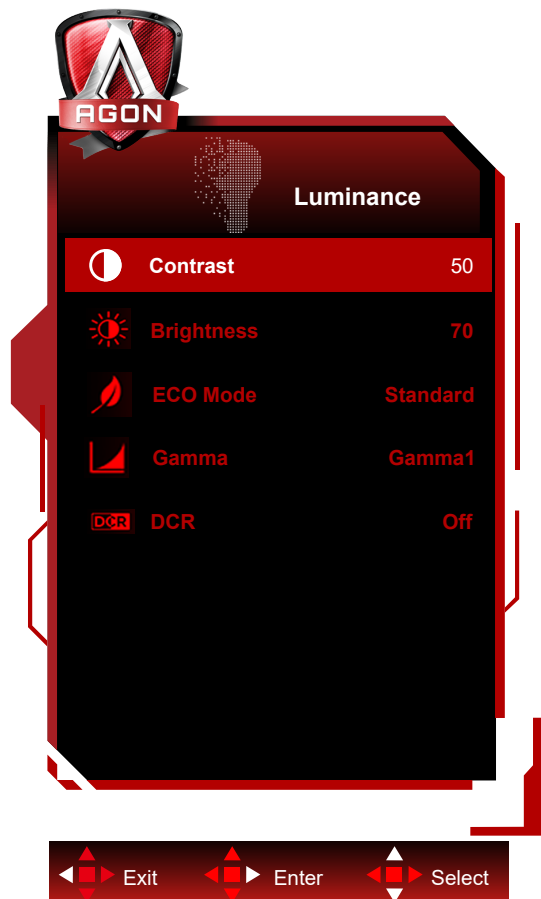 AGON
Luminance
Contrast 50
Brightness 70
ECO Mode Standard
Gamma Gamma1
DCR DCR Off
Exit Enter Select